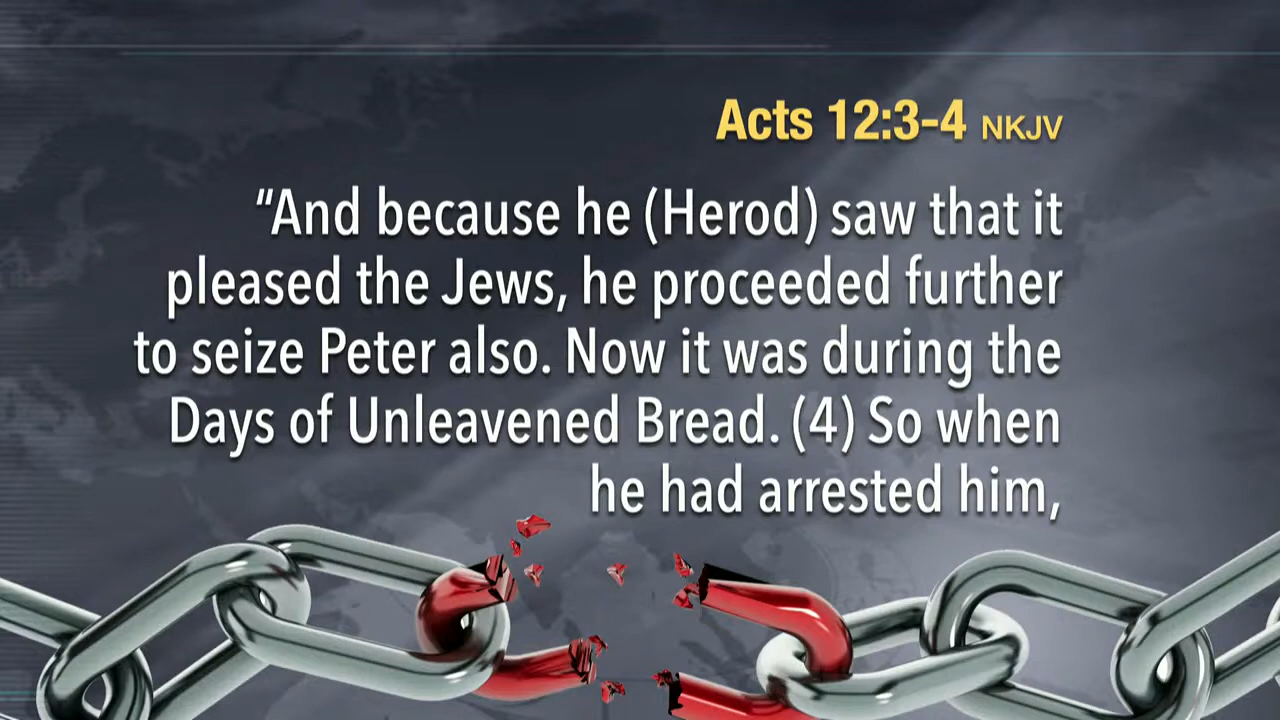 Acts 12:3-4 NKJV
“And because he (Herod) saw that it
pleased the Jews, he proceeded further
to seize Peter also. Now it was during the
Days of Unleavened Bread. (4) So when
he had arrested him,